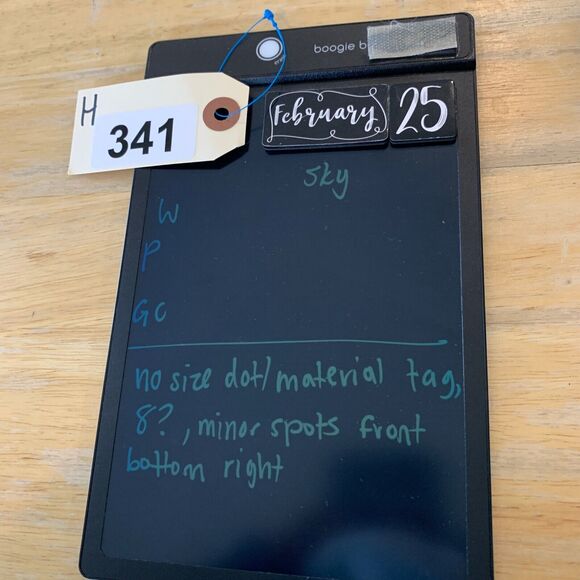 boogie
H
341
February 25
sky
W
P
GC
no size dot/material tag,
8?, minor spots front
bottom right